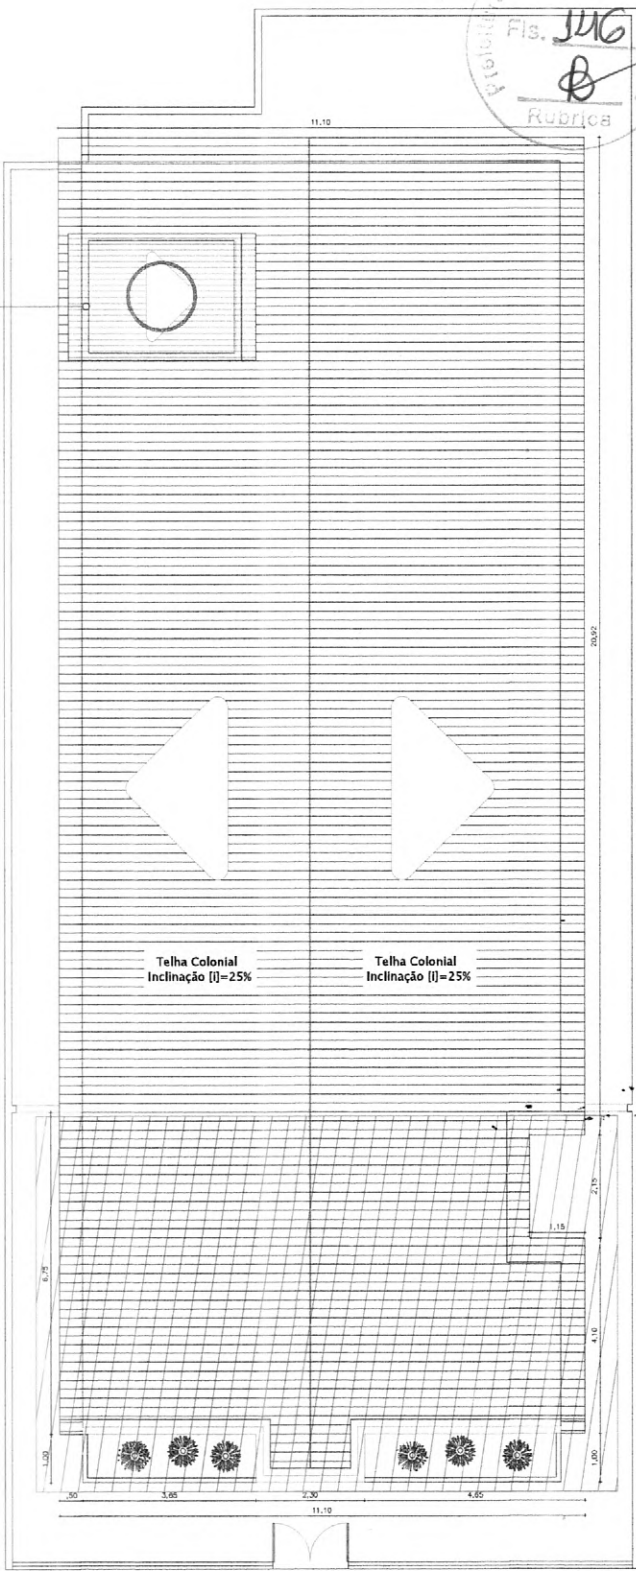 Fls. 146
Rubrica
11.10
20,92
Telha Colonial
Inclinação [i]=25%
Telha Colonial
Inclinação [i]=25%
2,15
1,15
6,75
4,10
1,00
1,00
,50
3,65
2,30
4,65
11.10